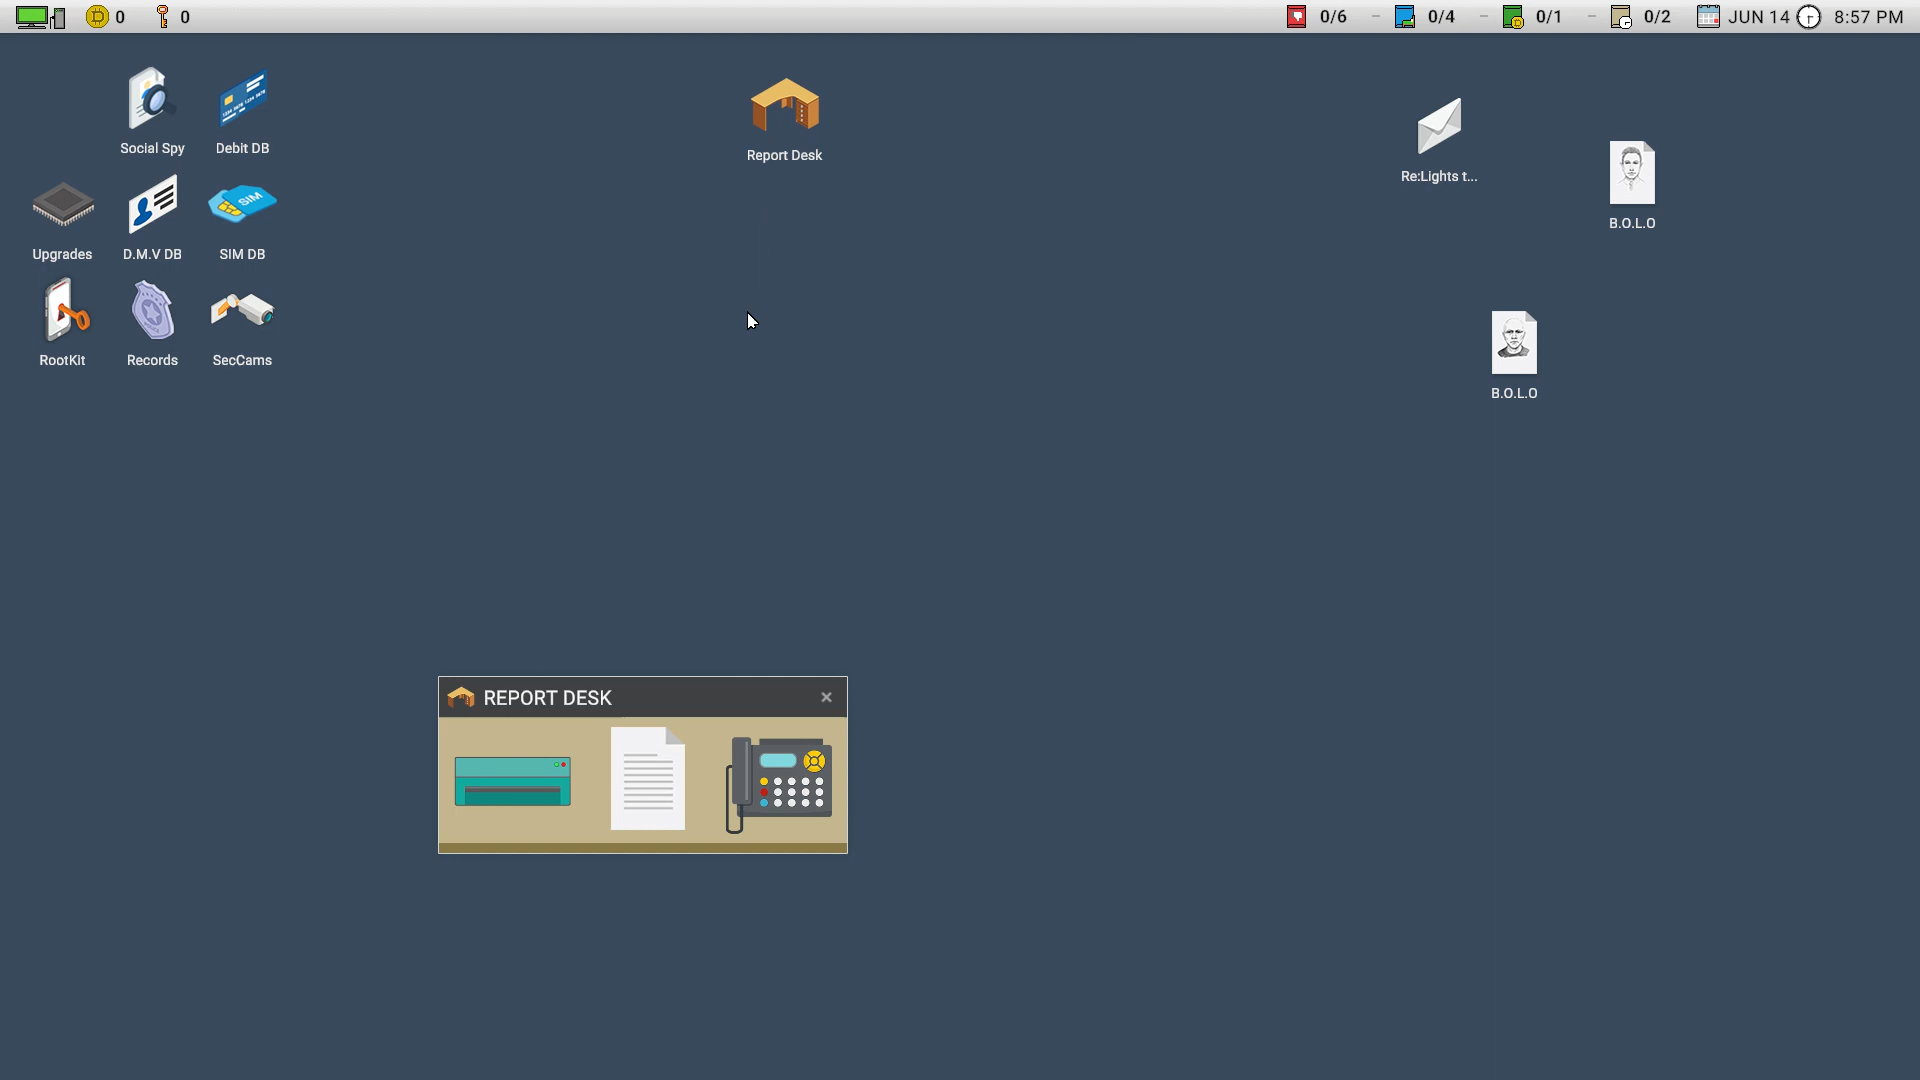 0
0
0/6
0/4
0/1
0/2
JUN 14
8:57 PM
Social Spy
Debit DB
Report Desk
Re:Lights t...
B.O.L.O
Upgrades
D.M.V DB
SIM
SIM DB
RootKit
Records
SecCams
B.O.L.O
REPORT DESK